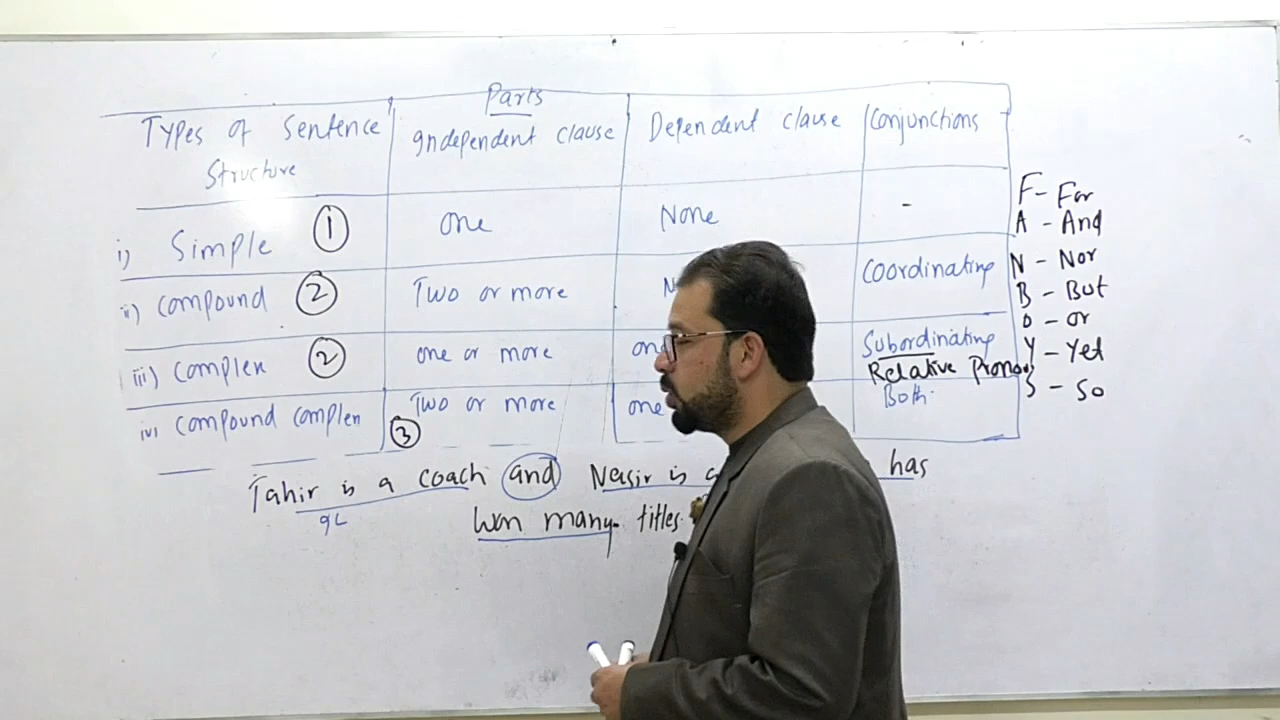 Parts
Types of Sentence Structure
Independent clause
Dependent clause
Conjunctions
i) Simple 1
one
None
-
ii) Compound 2
Two or more
Coordinating
iii) Complex 2
one or more
Subordinating
Relative
iv) Compound complex
3
Two or more
one
Both
F - For
A - And
N - Nor
B - But
O - or
Y - Yet
S - So
Tahir is a coach and Nasir is has
IC
won many titles.